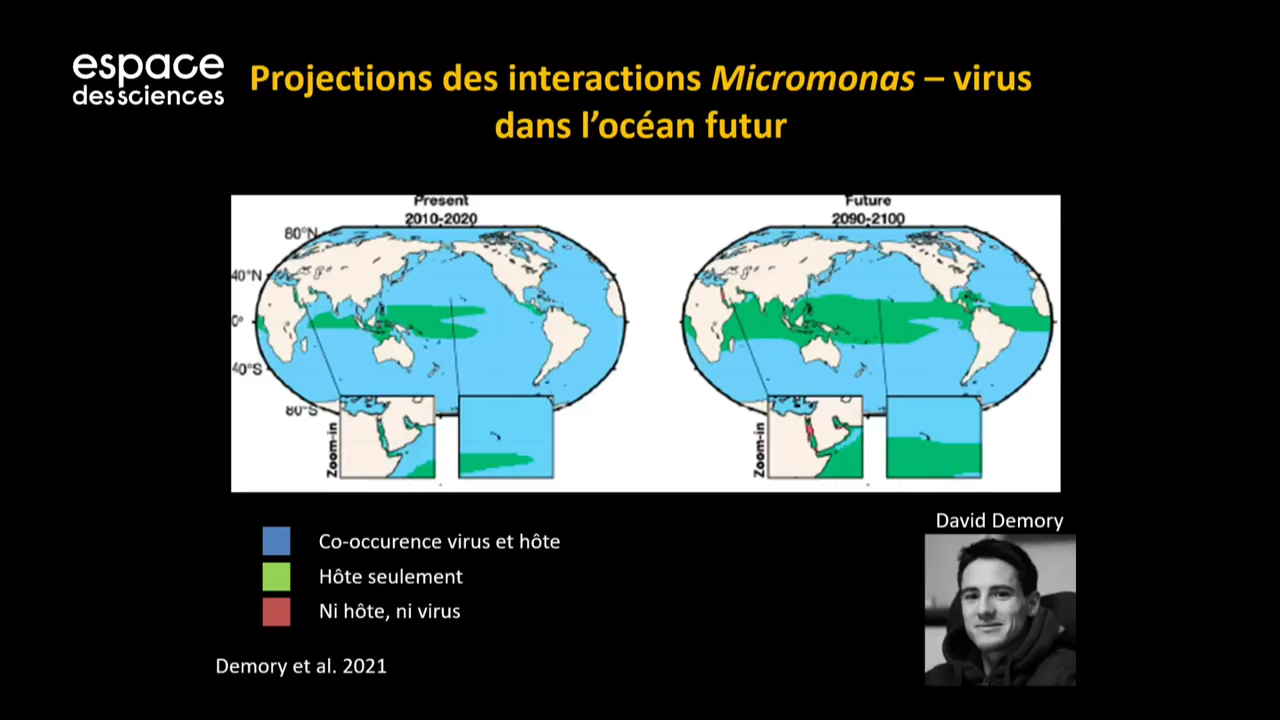 espace
des sciences
Projections des interactions Micromonas – virus
dans l'océan futur
Present
2010-2020
Future
2090-2100
80°N
40°N
0°
40°S
80°S
Zoom-in
Zoom-in
David Demory
Co-occurence virus et hôte
Hôte seulement
Ni hôte, ni virus
Demory et al. 2021